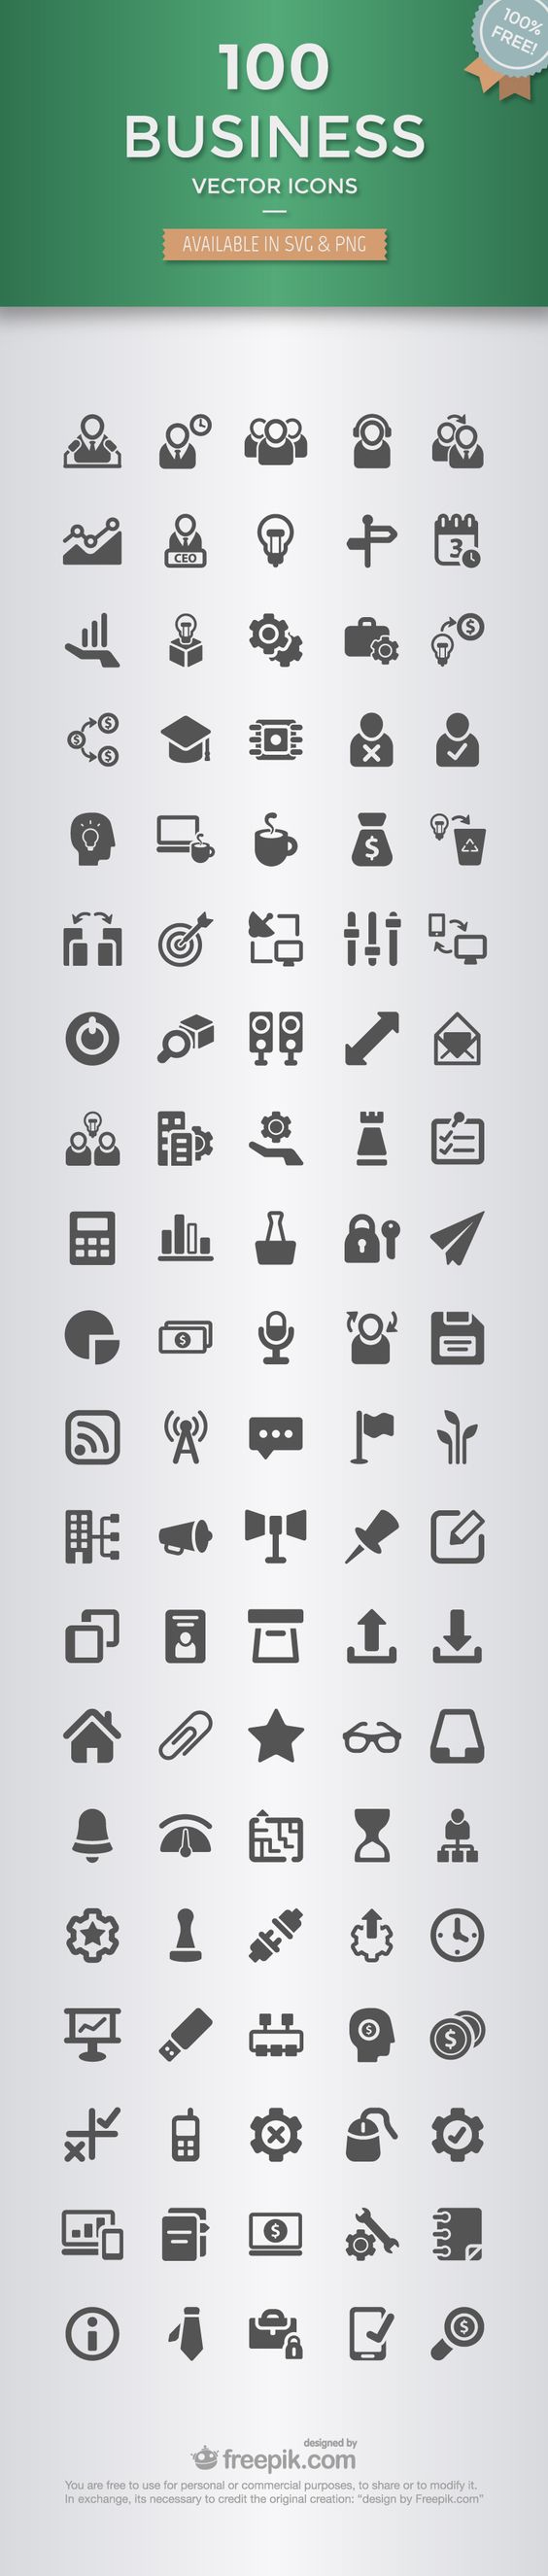 100%
FREE!
100
BUSINESS
VECTOR ICONS
AVAILABLE IN SVG & PNG
CEO
3
$
$
$
$
$
$
$
$
$
$
$
designed by
freepik.com
You are free to use for personal or commercial purposes, to share or to modify it.
In exchange, its necessary to credit the original creation: “design by Freepik.com”